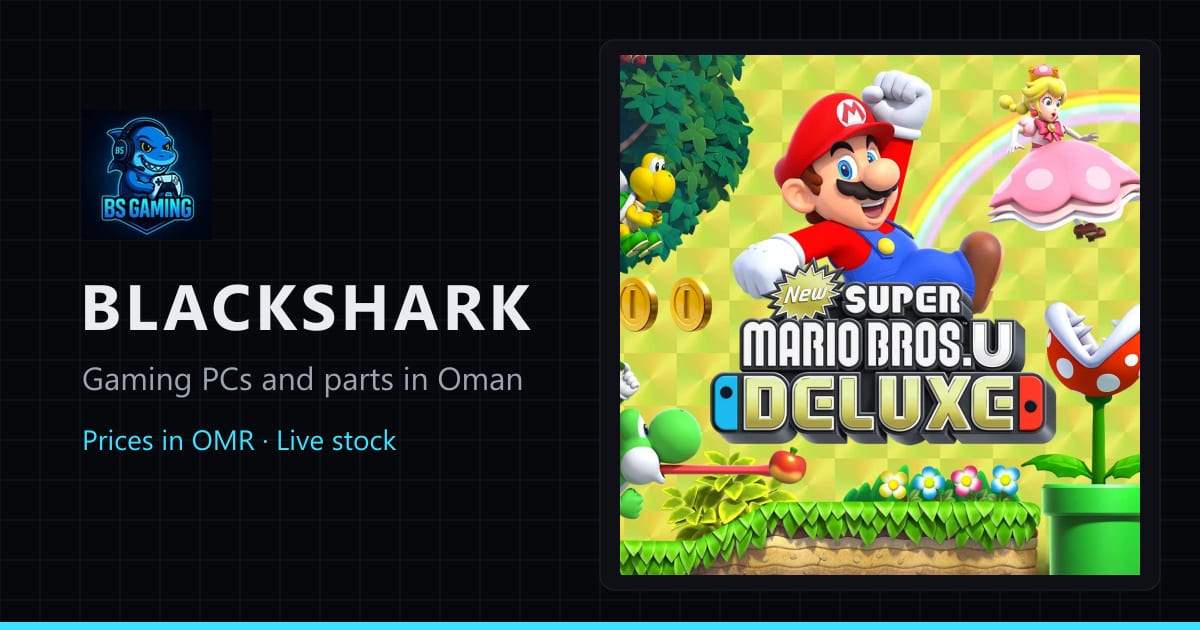 BS
BS GAMING
BLACKSHARK
Gaming PCs and parts in Oman
Prices in OMR · Live stock
M
New SUPER
MARIO BROS.U
DELUXE